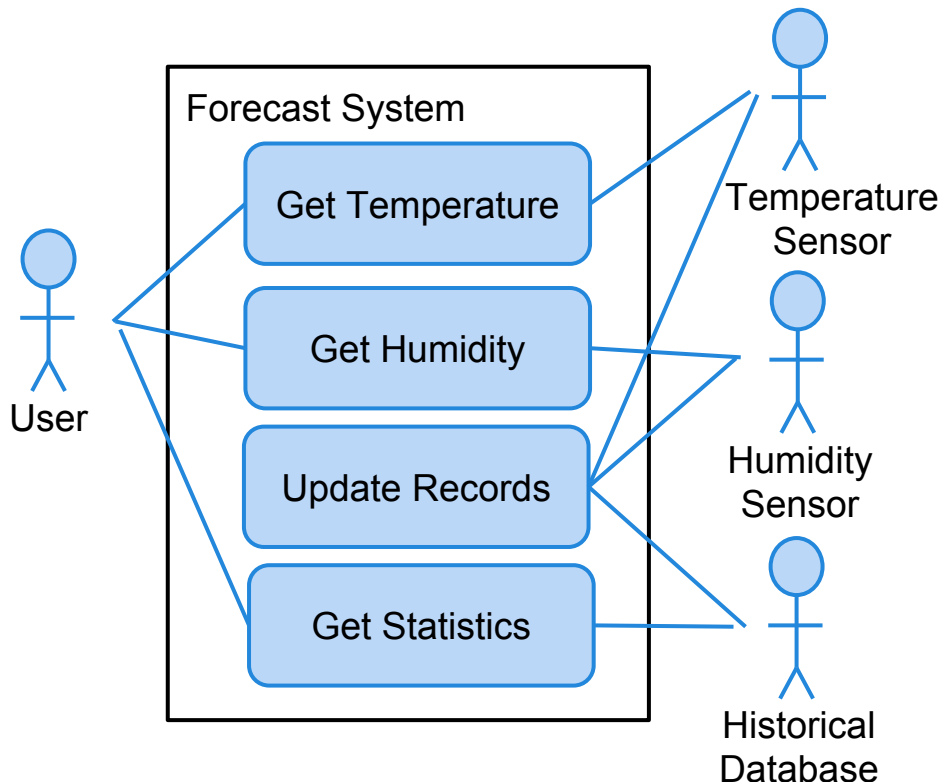 Forecast System
Get Temperature
Temperature
Sensor
Get Humidity
User
Update Records
Humidity
Sensor
Get Statistics
Historical
Database